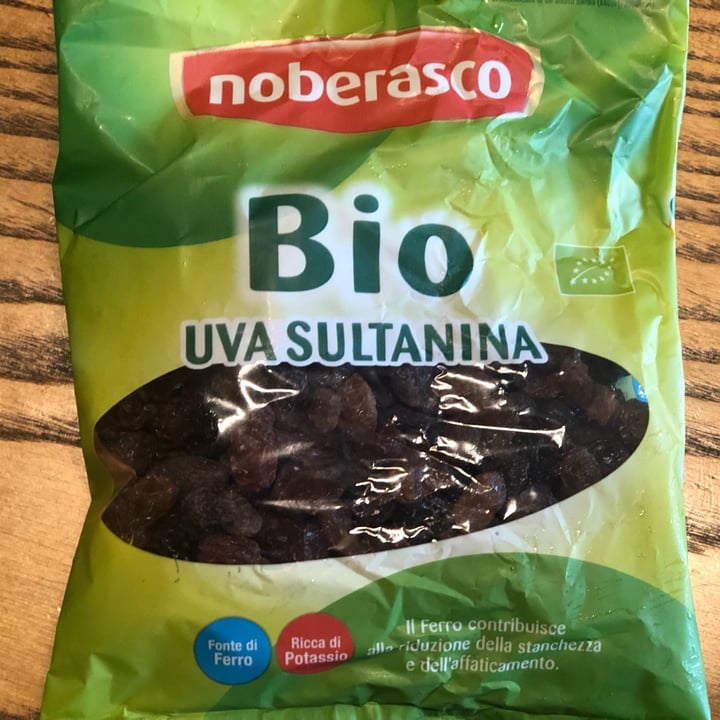 noberasco
Bio
UVA SULTANINA
Fonte di
Ferro
Ricca di
Potassio
Il Ferro contribuisce
alla riduzione della stanchezza
e dell'affaticamento.